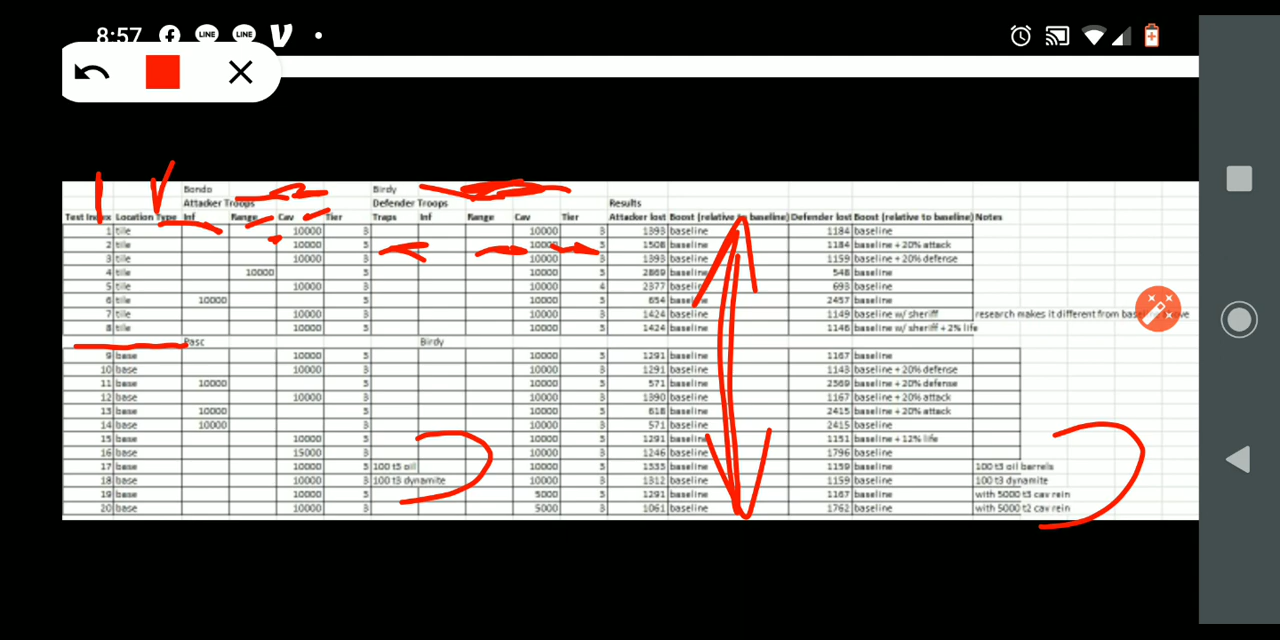 8:57
LINE LINE
Bondo Birdy
Attacker Troops Defender Troops Results
Test Index Location Type Inf Range Cav Tier Traps Inf Range Cav Tier Attacker lost Boost (relative to baseline) Defender lost Boost (relative to baseline) Notes
1 tile 10000 3 10000 3 1393 baseline 1184 baseline
2 tile 10000 3 10000 3 1508 baseline 1184 baseline + 20% attack
3 tile 10000 3 10000 3 1393 baseline 1159 baseline + 20% defense
4 tile 10000 3 10000 3 2869 baseline 548 baseline
5 tile 10000 3 10000 4 2377 baseline 693 baseline
6 tile 10000 3 10000 3 654 baseline 2457 baseline
7 tile 10000 3 10000 3 1424 baseline 1149 baseline w/ sheriff research makes it different from
8 tile 10000 3 10000 3 1424 baseline 1146 baseline w/ sheriff + 2% life
Pasc Birdy
9 base 10000 3 10000 3 1291 baseline 1167 baseline
10 base 10000 3 10000 3 1291 baseline 1143 baseline + 20% defense
11 base 10000 3 10000 3 571 baseline 2569 baseline + 20% defense
12 base 10000 3 10000 3 1390 baseline 1167 baseline + 20% attack
13 base 10000 3 10000 3 618 baseline 2415 baseline + 20% attack
14 base 10000 3 10000 3 571 baseline 2415 baseline
15 base 10000 3 10000 3 1291 baseline 1151 baseline + 12% life
16 base 15000 3 10000 3 1246 baseline 1796 baseline
17 base 10000 3 100 t3 oil 10000 3 1333 baseline 1159 baseline 100 t3 oil barrels
18 base 10000 3 100 t3 dynamite 10000 3 1312 baseline 1159 baseline 100 t3 dynamite
19 base 10000 3 5000 3 1291 baseline 1167 baseline with 5000 t3 cav rein
20 base 10000 3 5000 3 1061 baseline 1762 baseline with 5000 t2 cav rein